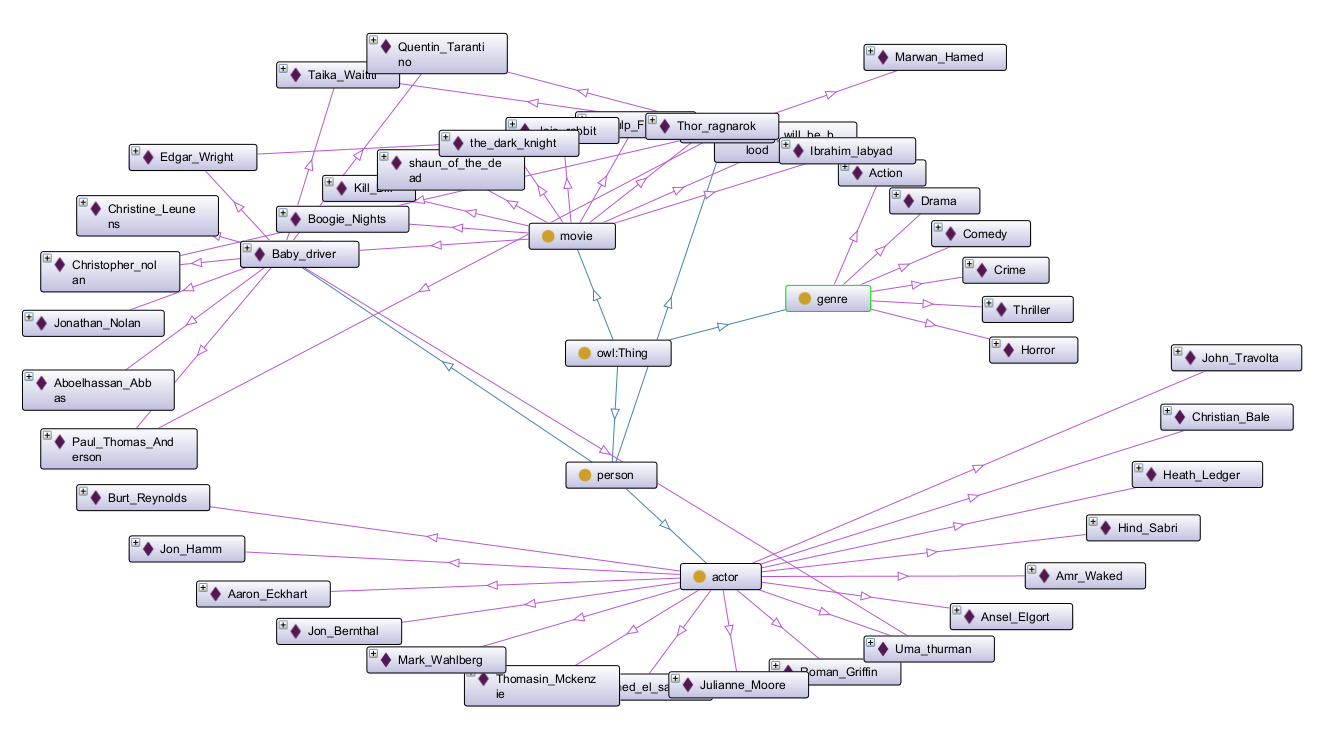 Quentin_Taranti
no
Marwan_Hamed
Taika_Waititi
Thor_ragnarok
the_dark_knight
will_be_b
lood
Ibrahim_labyad
Edgar_Wright
shaun_of_the_de
ad
Action
Christine_Leune
ns
Boogie_Nights
Drama
movie
Comedy
Baby_driver
Christopher_nol
an
Crime
genre
Jonathan_Nolan
Thriller
owl:Thing
Horror
John_Travolta
Aboelhassan_Abb
as
Christian_Bale
Paul_Thomas_And
erson
person
Heath_Ledger
Burt_Reynolds
Hind_Sabri
Jon_Hamm
actor
Amr_Waked
Aaron_Eckhart
Ansel_Elgort
Jon_Bernthal
Uma_thurman
Mark_Wahlberg
Thomasin_Mckenz
ie
Roman_Griffin
Julianne_Moore